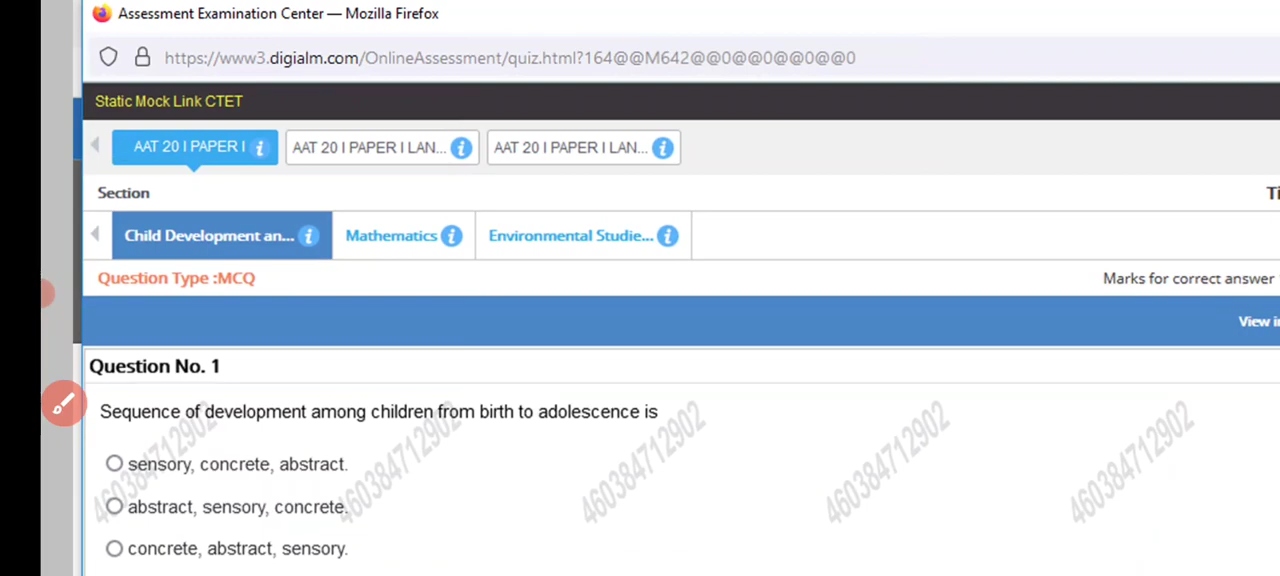 Assessment Examination Center — Mozilla Firefox
https://www3.digialm.com/OnlineAssessment/quiz.html?164@@M642@@0@@0@@0@@0
Static Mock Link CTET
AAT 20 I PAPER I i AAT 20 I PAPER I LAN... i AAT 20 I PAPER I LAN... i
Section
Child Development an... i Mathematics i Environmental Studie... i
Question Type :MCQ Marks for correct answer
View
Question No. 1
Sequence of development among children from birth to adolescence is
sensory, concrete, abstract.
abstract, sensory, concrete.
concrete, abstract, sensory.
460384712902 460384712902 460384712902 460384712902 460384712902